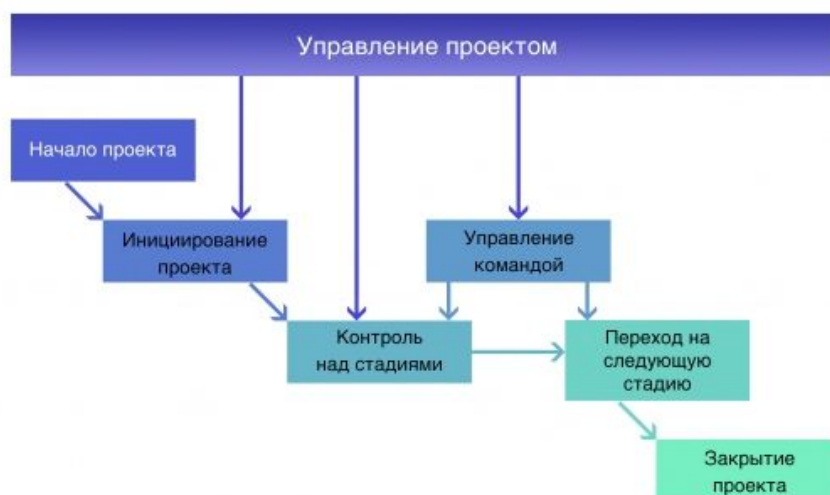 Управление проектом
Начало проекта
Инициирование
проекта
Управление
командой
Контроль
над стадиями
Переход на
следующую
стадию
Закрытие
проекта